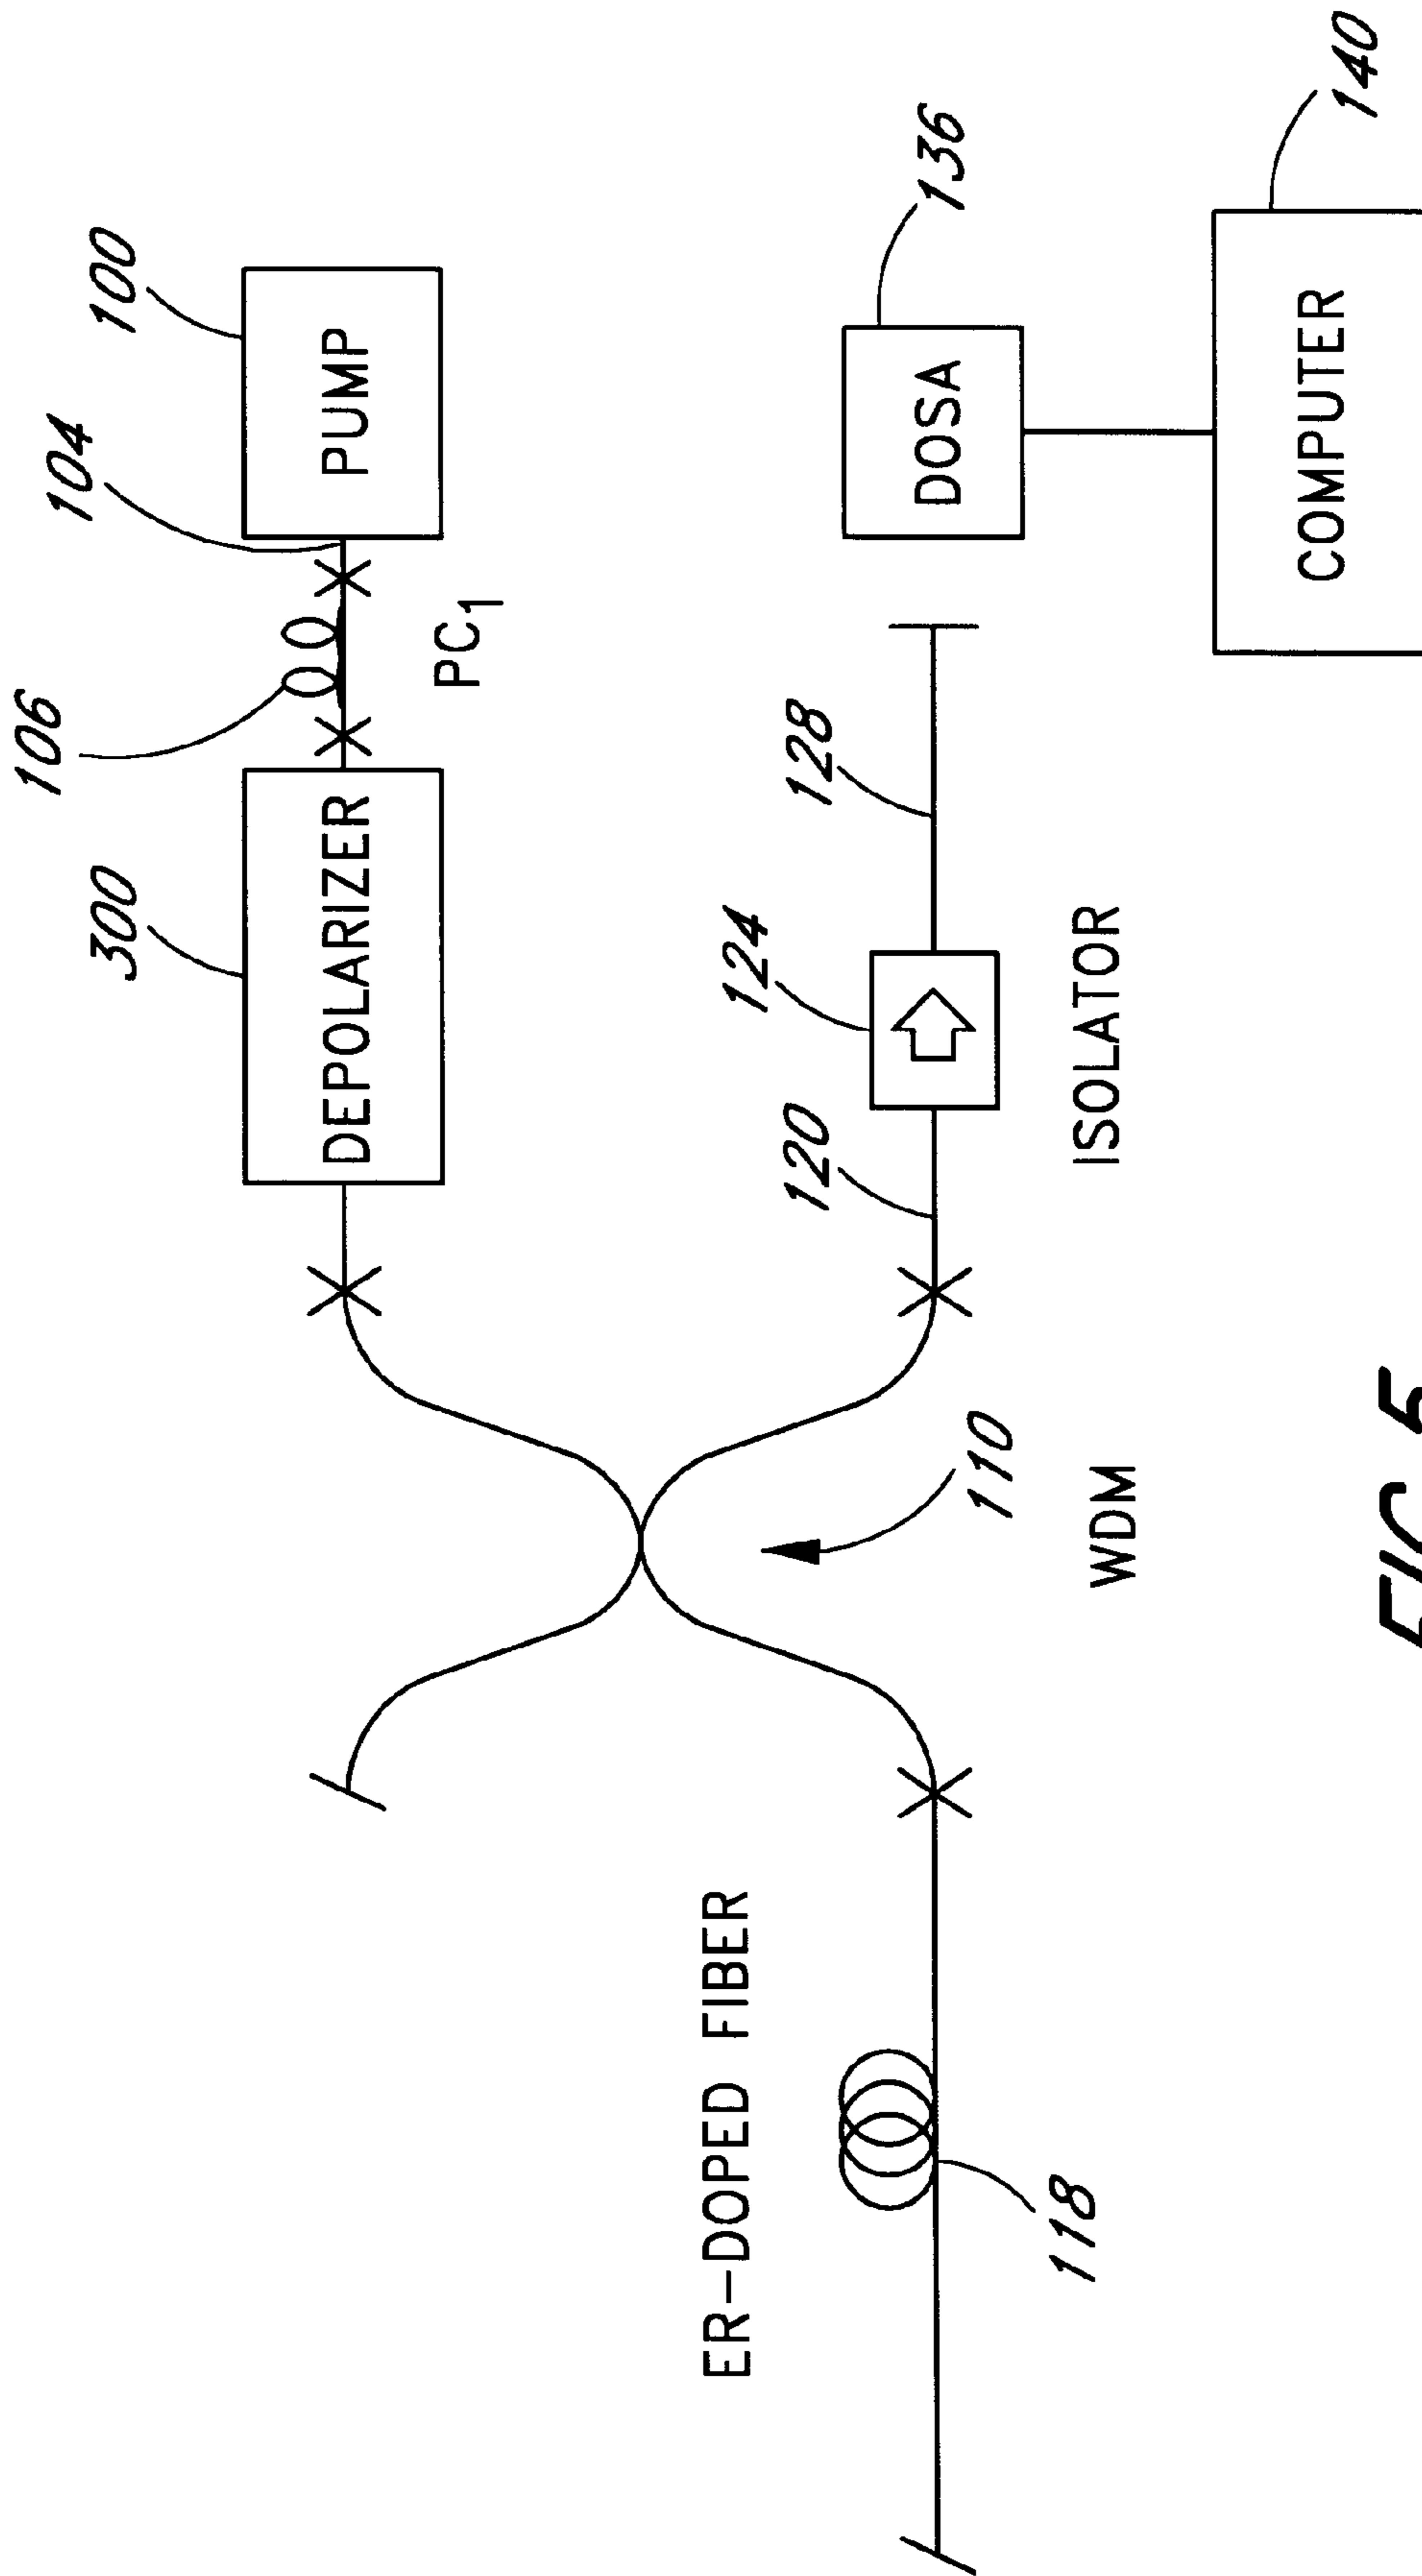 106
104
100
PUMP
PC1
300
DEPOLARIZER
136
DOSA
140
COMPUTER
128
124
120
ISOLATOR
110
WDM
ER-DOPED FIBER
118
FIG. 5